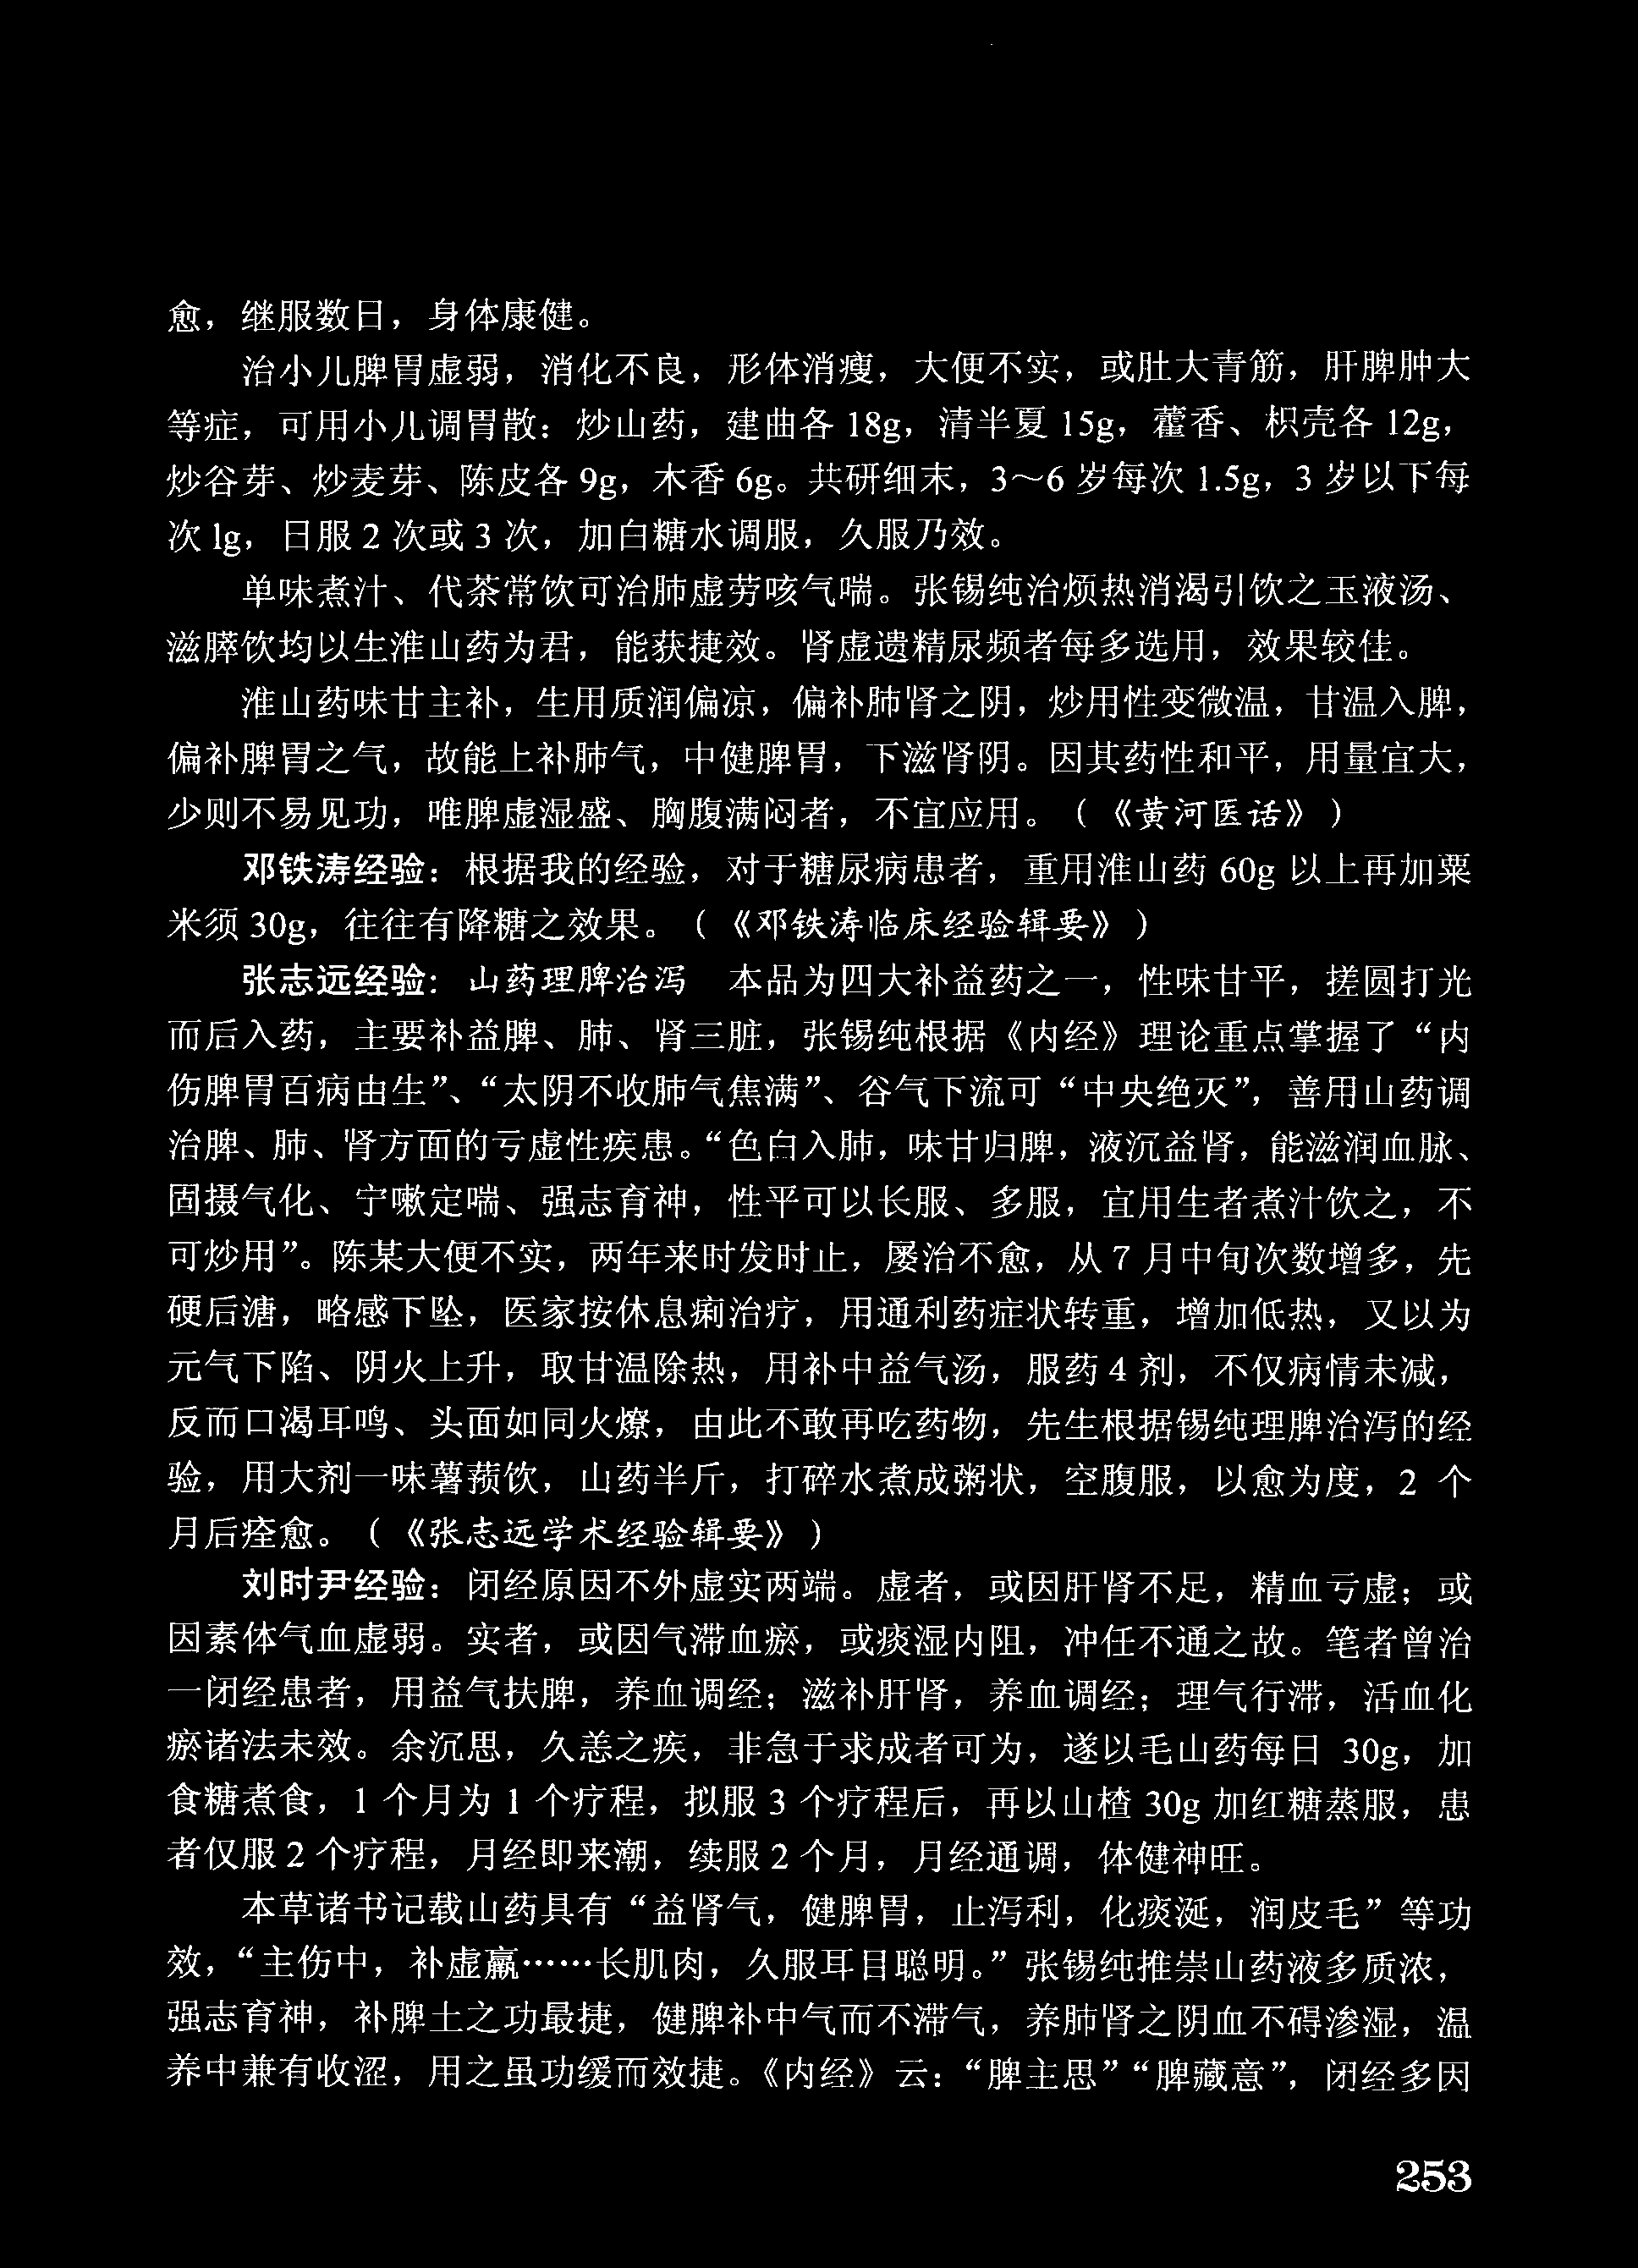 愈，继服数日，身体康健。
治小儿脾胃虚弱，消化不良，形体消瘦，大便不实，或肚大青筋，肝脾肿大
等症，可用小儿调胃散：炒山药，建曲各 18g，清半夏 15g，藿香、枳壳各 12g，
炒谷芽、炒麦芽、陈皮各 9g，木香 6g。共研细末，3～6 岁每次 1.5g，3 岁以下每
次 1g，日服 2 次或 3 次，加白糖水调服，久服乃效。
单味煮汁、代茶常饮可治肺虚劳咳气喘。张锡纯治烦热消渴引饮之玉液汤、
滋膵饮均以生淮山药为君，能获捷效。肾虚遗精尿频者每多选用，效果较佳。
淮山药味甘主补，生用质润偏凉，偏补肺肾之阴，炒用性变微温，甘温入脾，
偏补脾胃之气，故能上补肺气，中健脾胃，下滋肾阴。因其药性和平，用量宜大，
少则不易见功，唯脾虚湿盛、胸腹满闷者，不宜应用。（《黄河医话》）
邓铁涛经验：根据我的经验，对于糖尿病患者，重用淮山药 60g 以上再加粟
米须 30g，往往有降糖之效果。（《邓铁涛临床经验辑要》）
张志远经验：山药理脾治泻　本品为四大补益药之一，性味甘平，搓圆打光
而后入药，主要补益脾、肺、肾三脏，张锡纯根据《内经》理论重点掌握了“内
伤脾胃百病由生”、“太阴不收肺气焦满”、谷气下流可“中央绝灭”，善用山药调
治脾、肺、肾方面的亏虚性疾患。“色白入肺，味甘归脾，液沉益肾，能滋润血脉、
固摄气化、宁嗽定喘、强志育神，性平可以长服、多服，宜用生者煮汁饮之，不
可炒用”。陈某大便不实，两年来时发时止，屡治不愈，从 7 月中旬次数增多，先
硬后溏，略感下坠，医家按休息痢治疗，用通利药症状转重，增加低热，又以为
元气下陷、阴火上升，取甘温除热，用补中益气汤，服药 4 剂，不仅病情未减，
反而口渴耳鸣、头面如同火燎，由此不敢再吃药物，先生根据锡纯理脾治泻的经
验，用大剂一味薯蓣饮，山药半斤，打碎水煮成粥状，空腹服，以愈为度，2 个
月后痊愈。（《张志远学术经验辑要》）
刘时尹经验：闭经原因不外虚实两端。虚者，或因肝肾不足，精血亏虚；或
因素体气血虚弱。实者，或因气滞血瘀，或痰湿内阻，冲任不通之故。笔者曾治
一闭经患者，用益气扶脾，养血调经；滋补肝肾，养血调经；理气行滞，活血化
瘀诸法未效。余沉思，久恙之疾，非急于求成者可为，遂以毛山药每日 30g，加
食糖煮食，1 个月为 1 个疗程，拟服 3 个疗程后，再以山楂 30g 加红糖蒸服，患
者仅服 2 个疗程，月经即来潮，续服 2 个月，月经通调，体健神旺。
本草诸书记载山药具有“益肾气，健脾胃，止泻利，化痰涎，润皮毛”等功
效，“主伤中，补虚羸……长肌肉，久服耳目聪明。”张锡纯推崇山药液多质浓，
强志育神，补脾土之功最捷，健脾补中气而不滞气，养肺肾之阴血不碍渗湿，温
养中兼有收涩，用之虽功缓而效捷。《内经》云：“脾主思”“脾藏意”，闭经多因
253